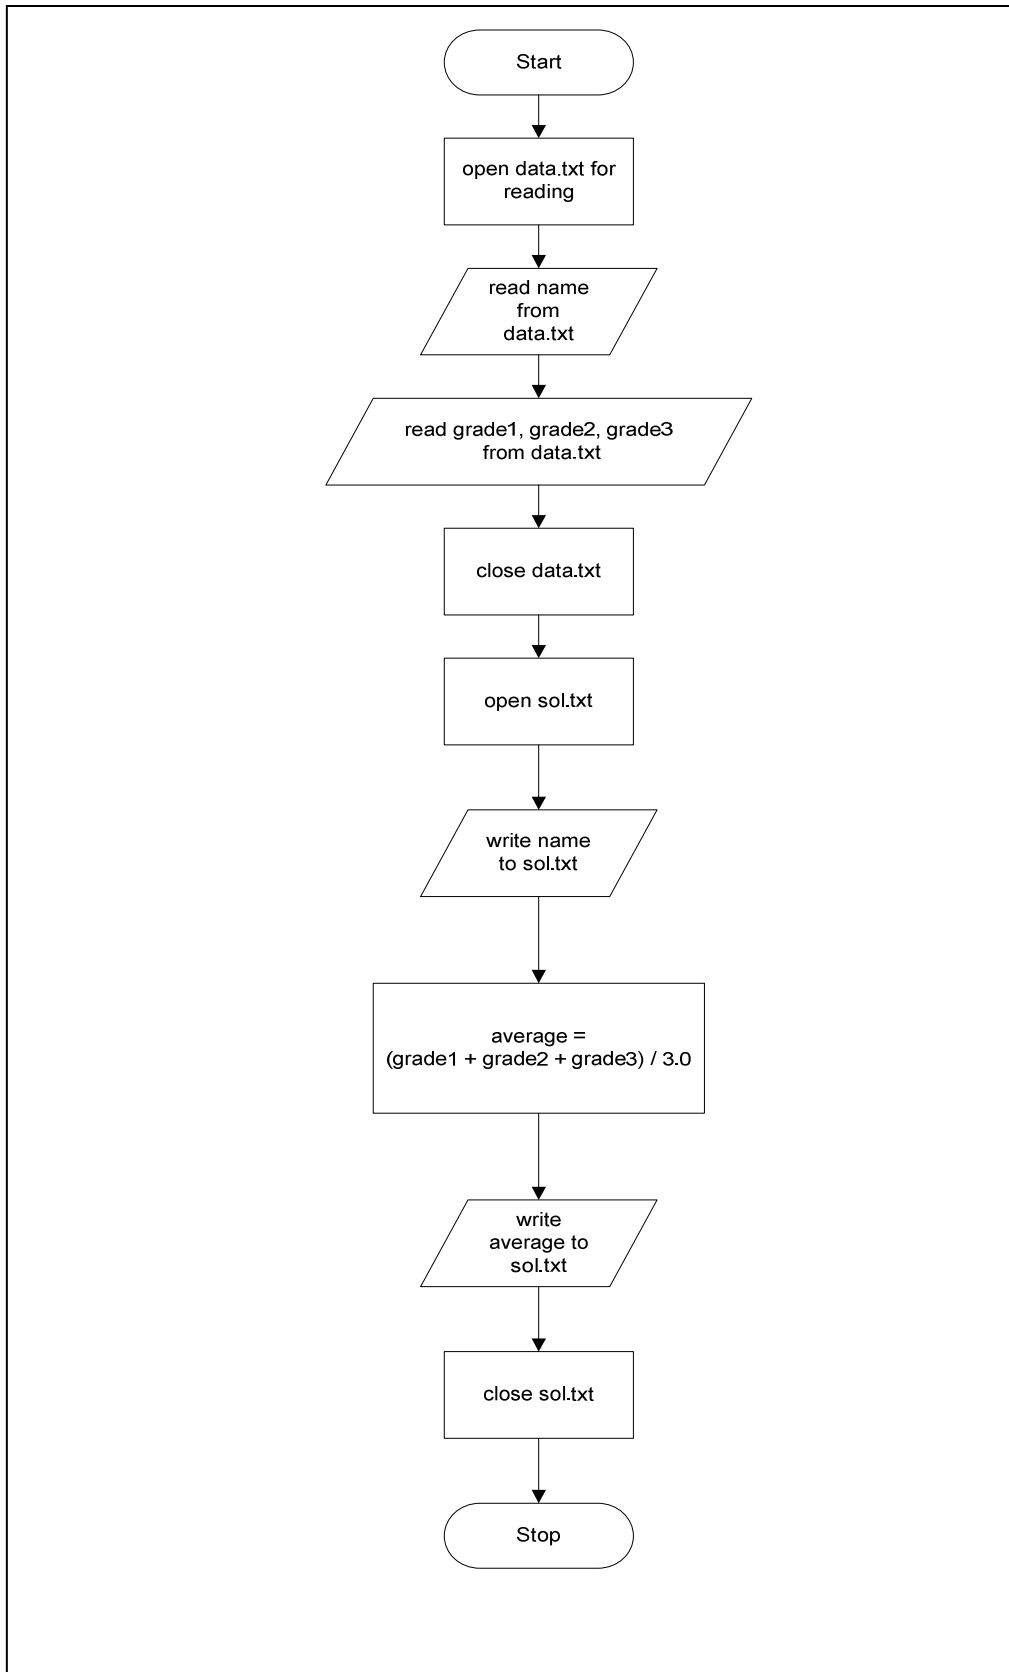 Start
open data.txt for
reading
read name
from
data.txt
read grade1, grade2, grade3
from data.txt
close data.txt
open sol.txt
write name
to sol.txt
average =
(grade1 + grade2 + grade3) / 3.0
write
average to
sol.txt
close sol.txt
Stop